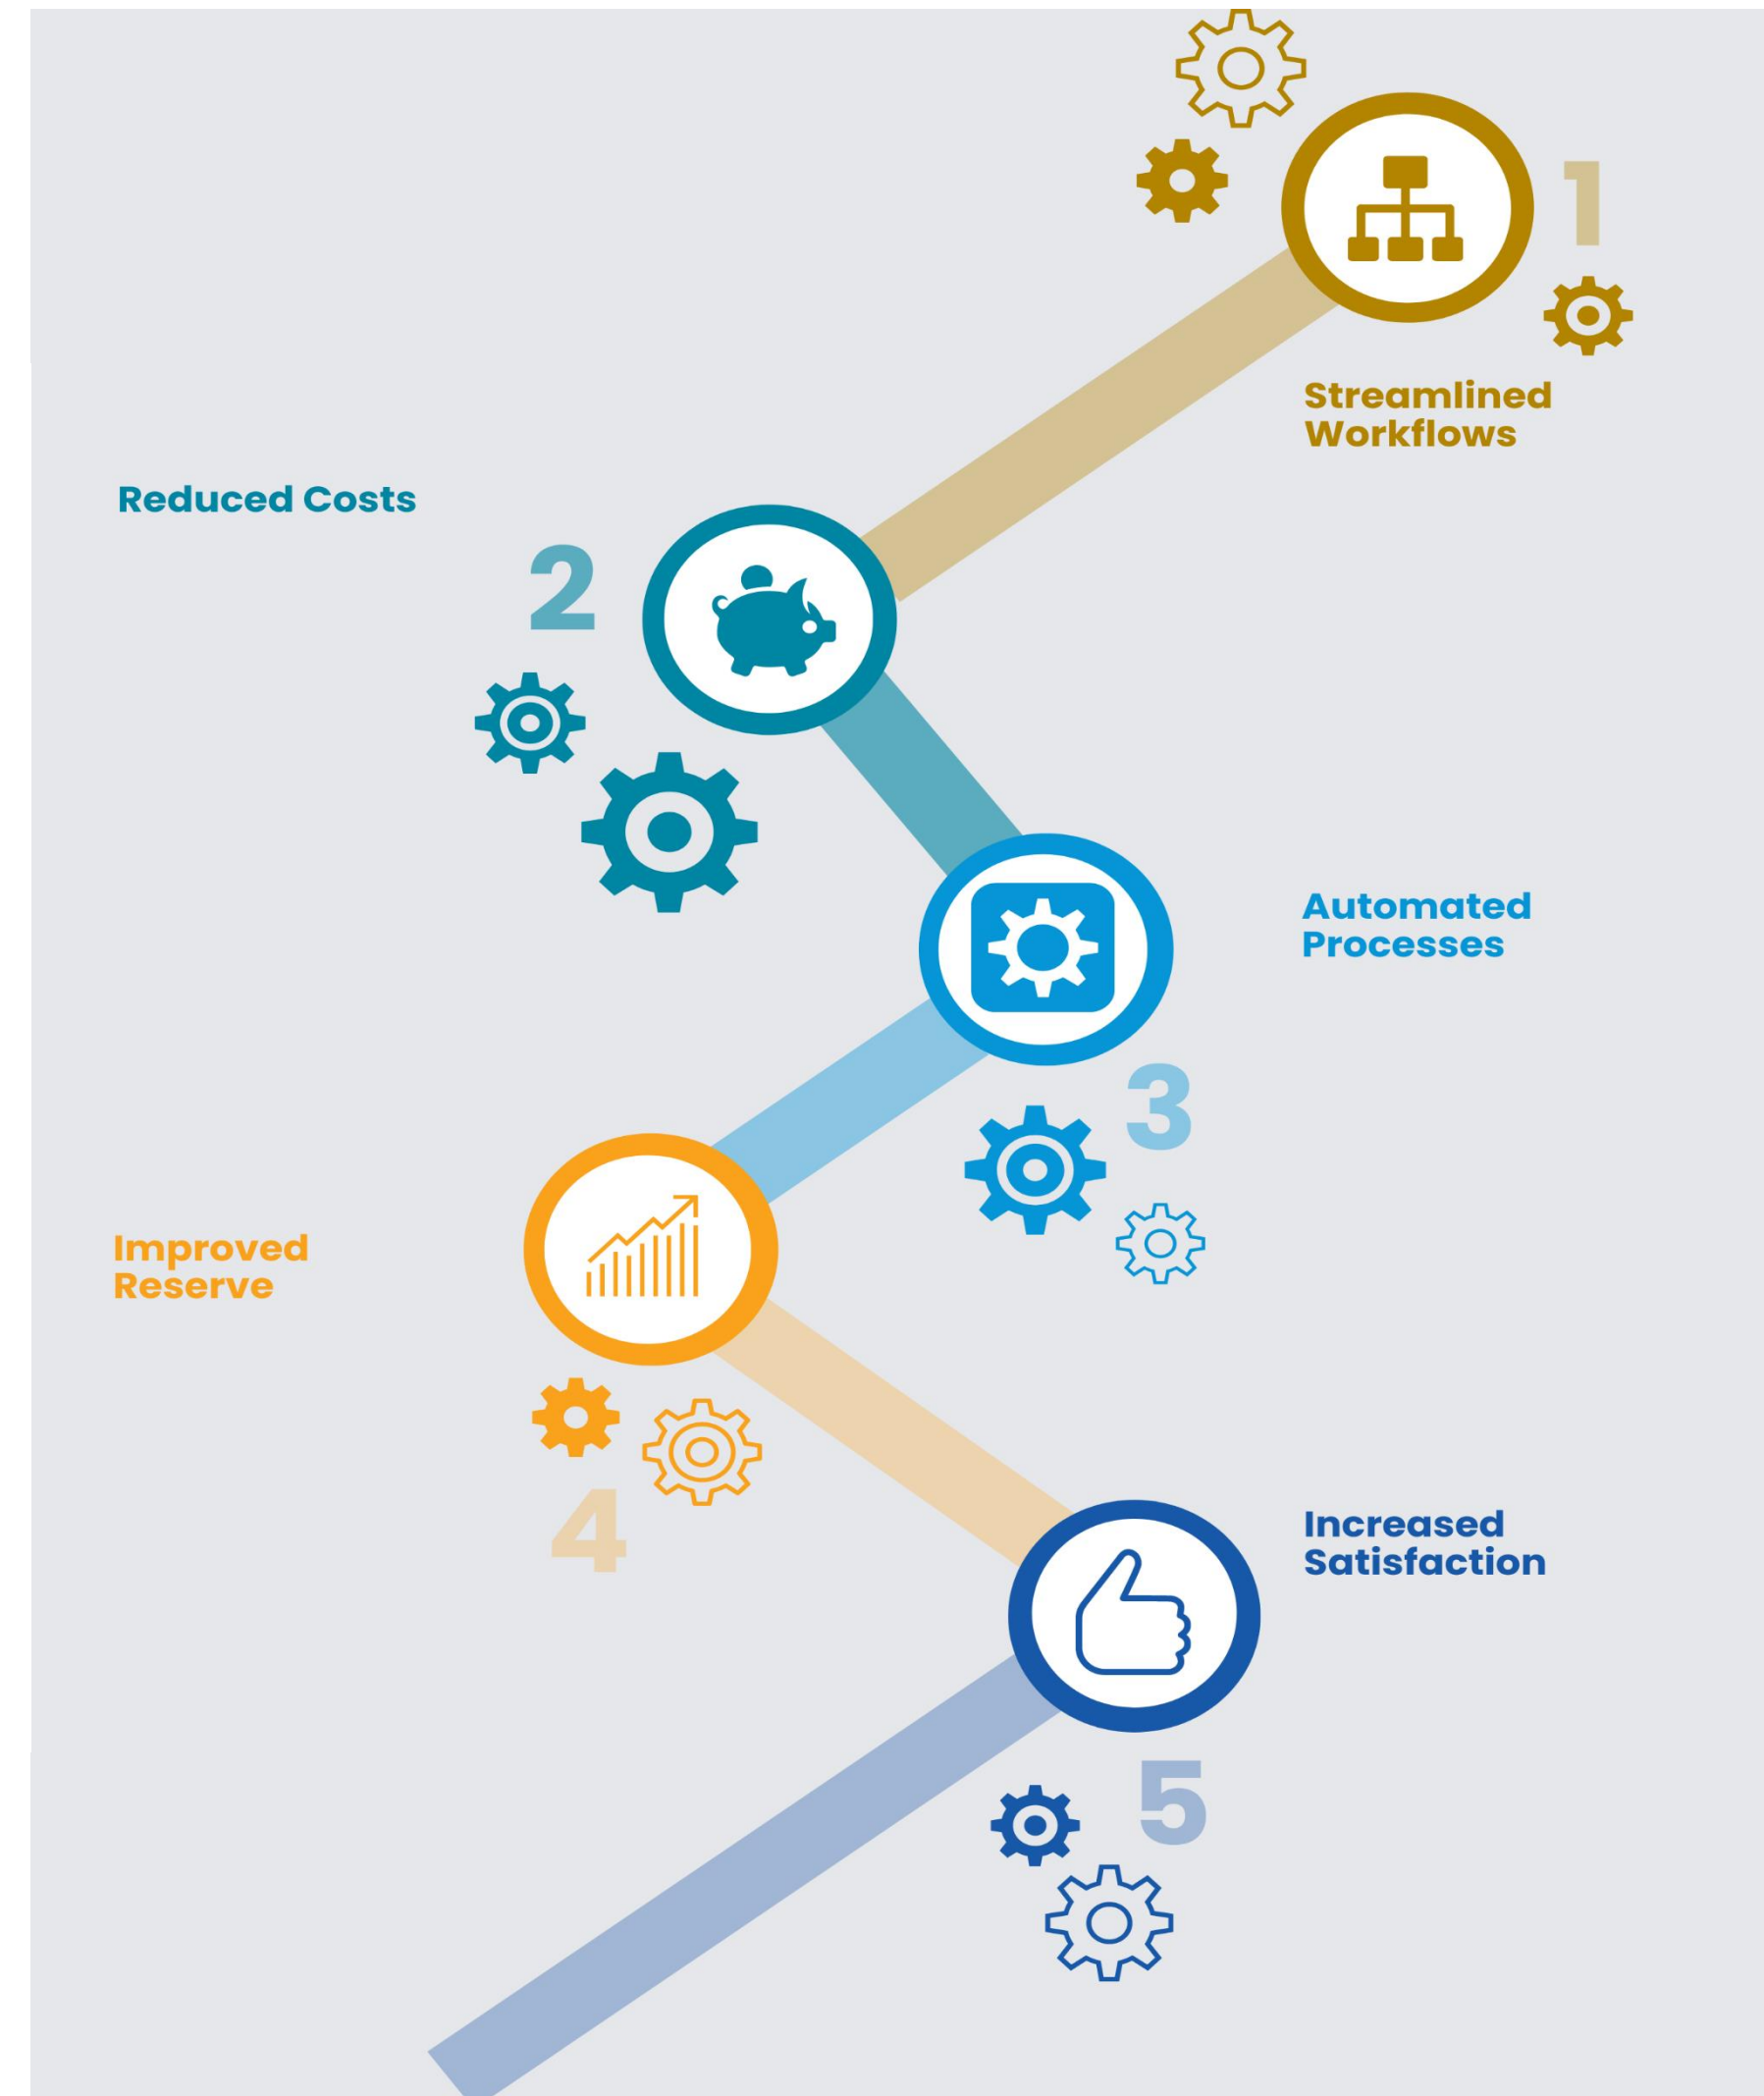 1
Streamlined
Workflows
Reduced Costs
2
Automated
Processes
3
Improved
Reserve
4
Increased
Satisfaction
5